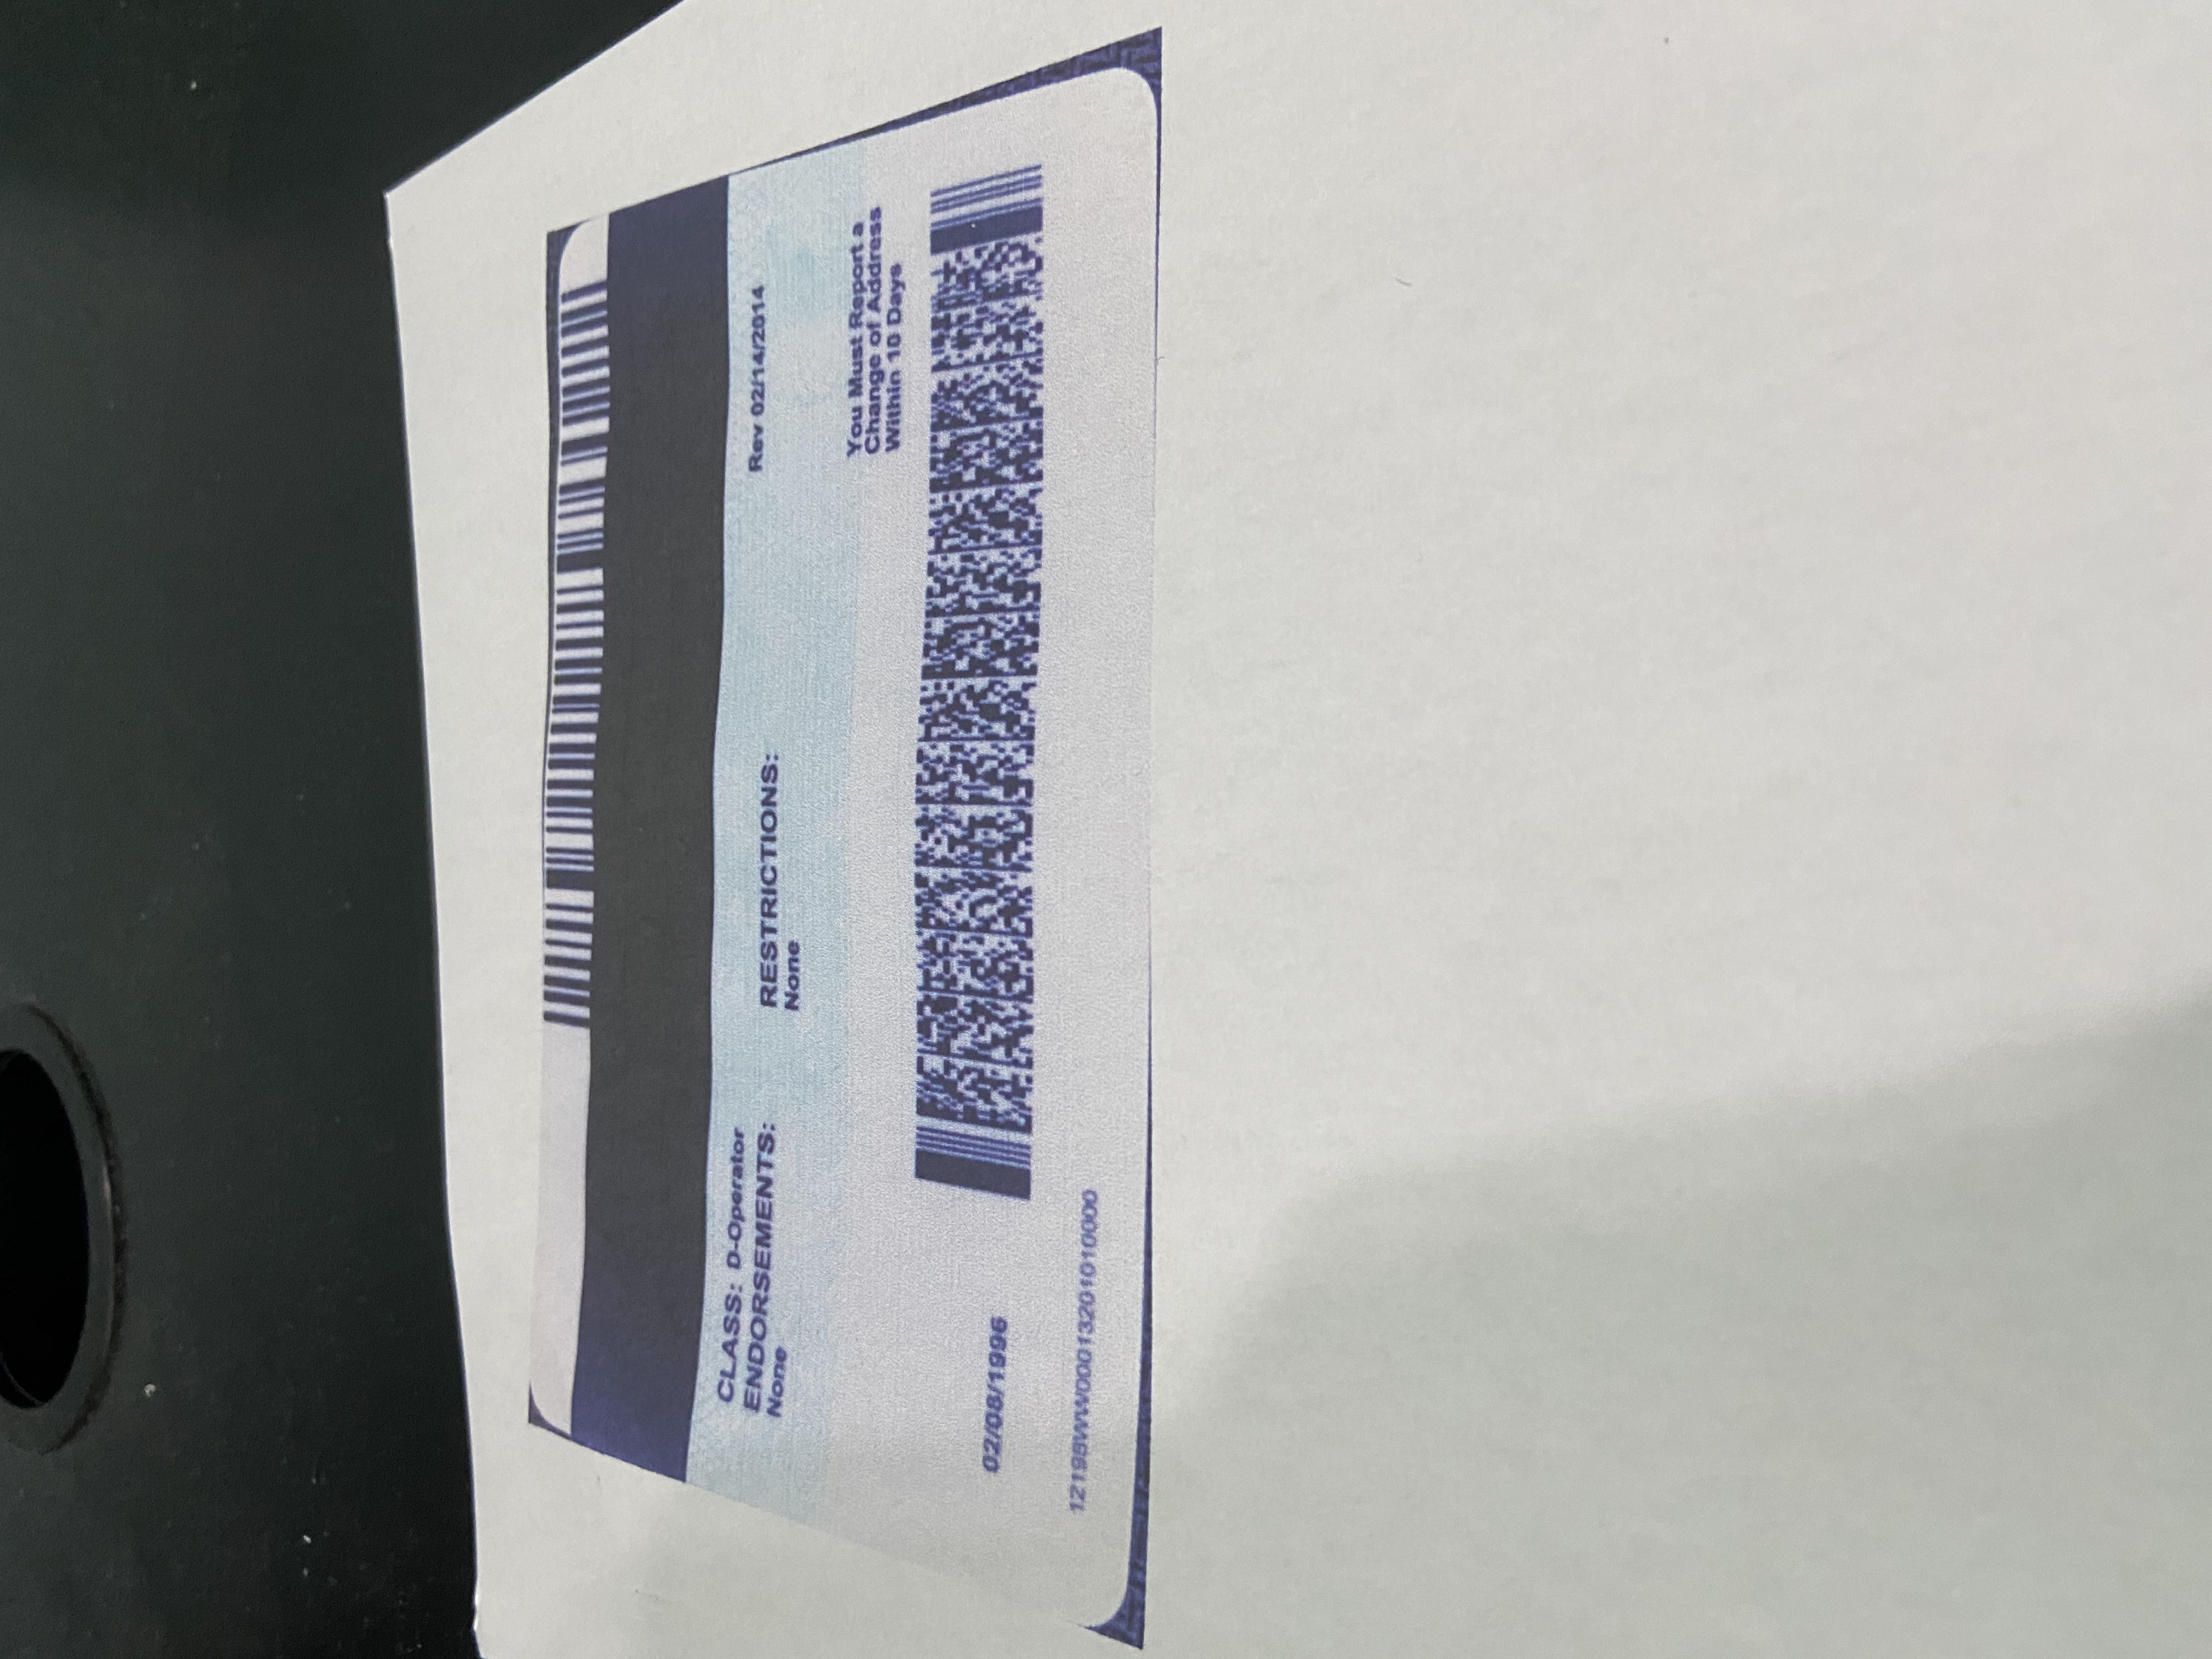 CLASS: D-Operator
ENDORSEMENTS:
None
RESTRICTIONS:
None
Rev 02/14/2014
You Must Report a
Change of Address
Within 10 Days
02/08/1996
12198WW00013201010000